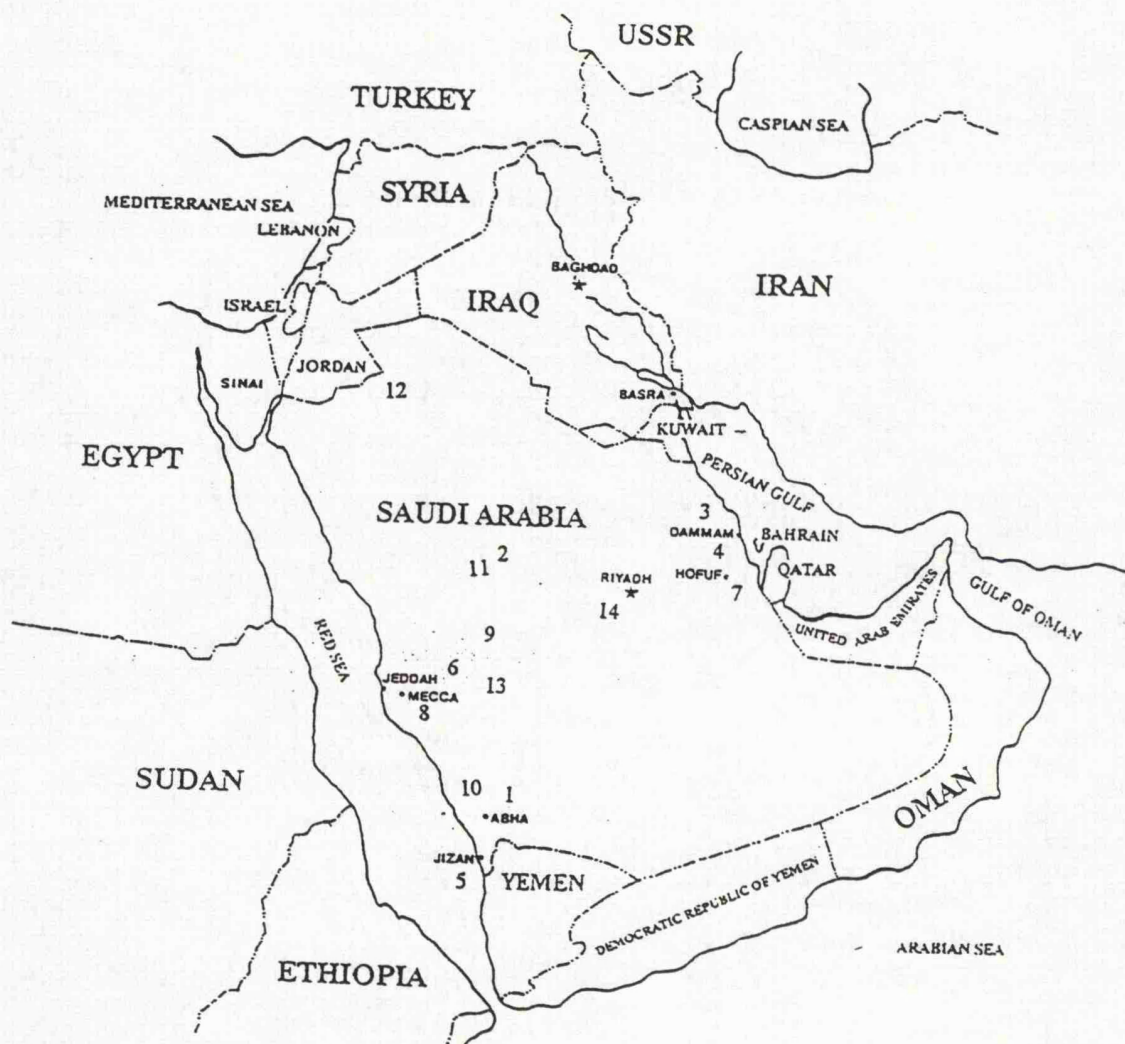 USSR
TURKEY
CASPIAN SEA
SYRIA
MEDITERRANEAN SEA
LEBANON
BAGHDAD
IRAN
IRAQ
ISRAEL
JORDAN
SINAI
12
BASRA
KUWAIT
EGYPT
PERSIAN GULF
3
SAUDI ARABIA
DAMMAM
BAHRAIN
2
4
11
QATAR
RIYADH
HOFUF
7
14
GULF OF OMAN
UNITED ARAB EMIRATES
9
RED SEA
6
JEDDAH
13
MECCA
8
SUDAN
10
1
OMAN
ABHA
JIZAN
5
YEMEN
DEMOCRATIC REPUBLIC OF YEMEN
ARABIAN SEA
ETHIOPIA